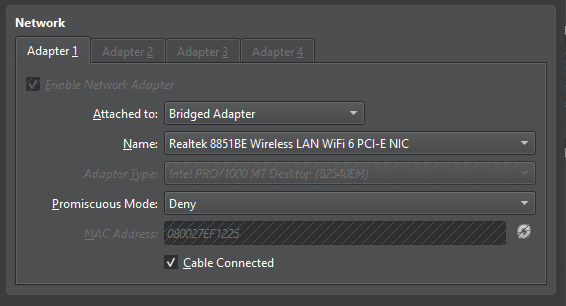 Network
Adapter 1 Adapter 2 Adapter 3 Adapter 4
Enable Network Adapter
Attached to: Bridged Adapter
Name: Realtek 8851BE Wireless LAN WiFi 6 PCI-E NIC
Adapter Type: Intel PRO/1000 MT Desktop (82540EM)
Promiscuous Mode: Deny
MAC Address: 080027EF1225
Cable Connected